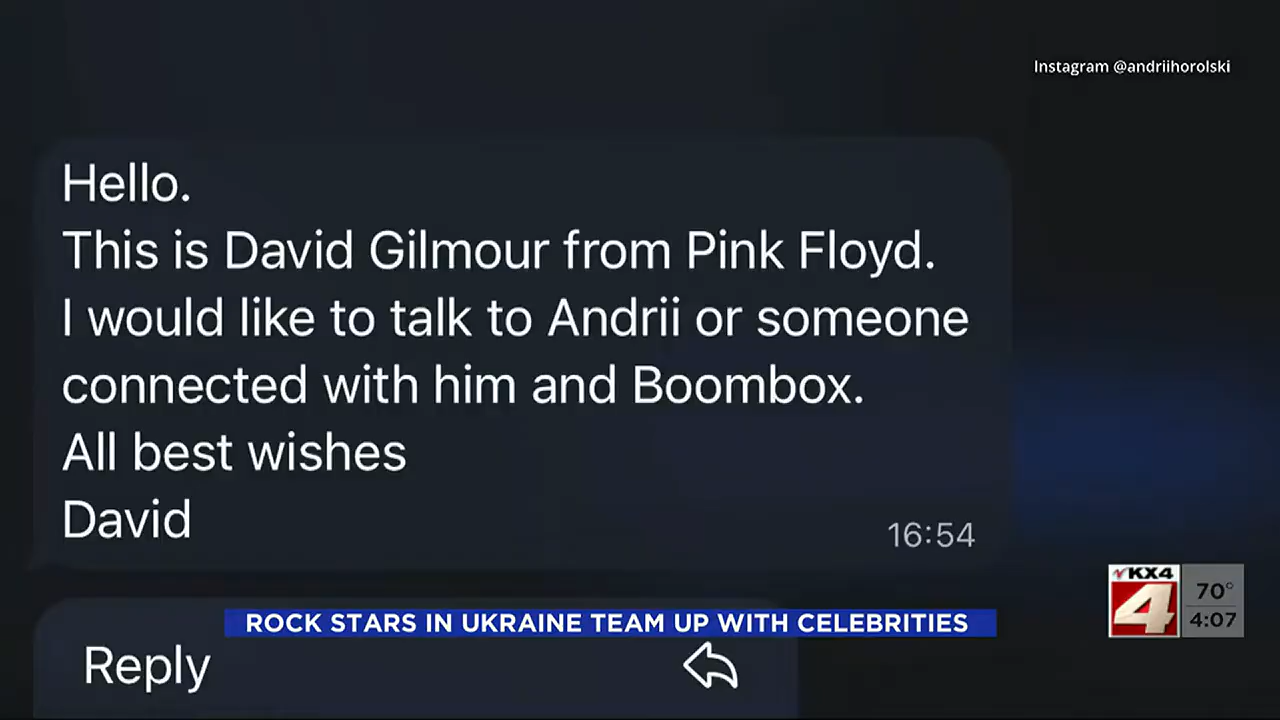 Instagram @andriihorolski
Hello.
This is David Gilmour from Pink Floyd.
I would like to talk to Andrii or someone
connected with him and Boombox.
All best wishes
David
16:54
KX4
4
70°
4:07
ROCK STARS IN UKRAINE TEAM UP WITH CELEBRITIES
Reply